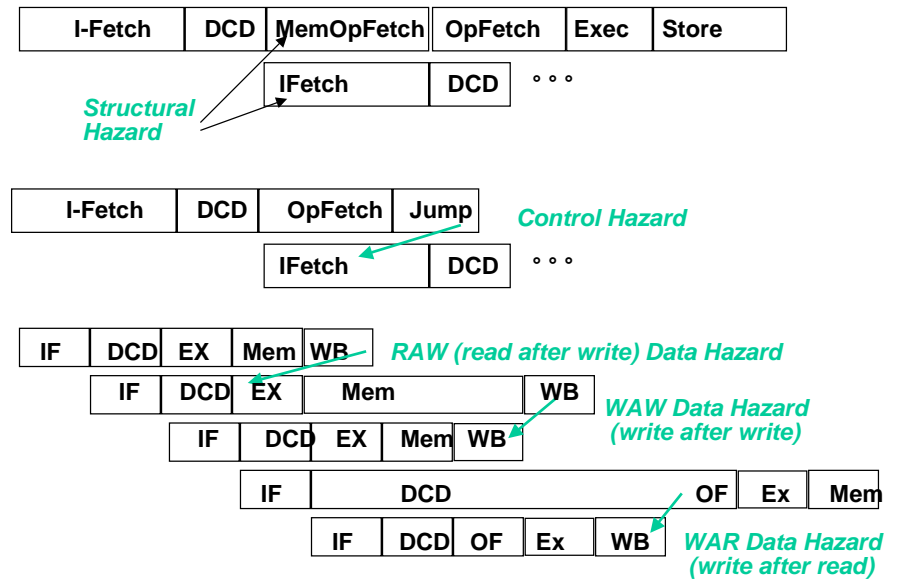 I-Fetch DCD MemOpFetch OpFetch Exec Store
IFetch DCD ° ° °
Structural
Hazard
I-Fetch DCD OpFetch Jump
Control Hazard
IFetch DCD ° ° °
IF DCD EX Mem WB RAW (read after write) Data Hazard
IF DCD EX Mem WB
WAW Data Hazard
(write after write)
IF DCD EX Mem WB
IF DCD OF Ex Mem
IF DCD OF Ex WB
WAR Data Hazard
(write after read)